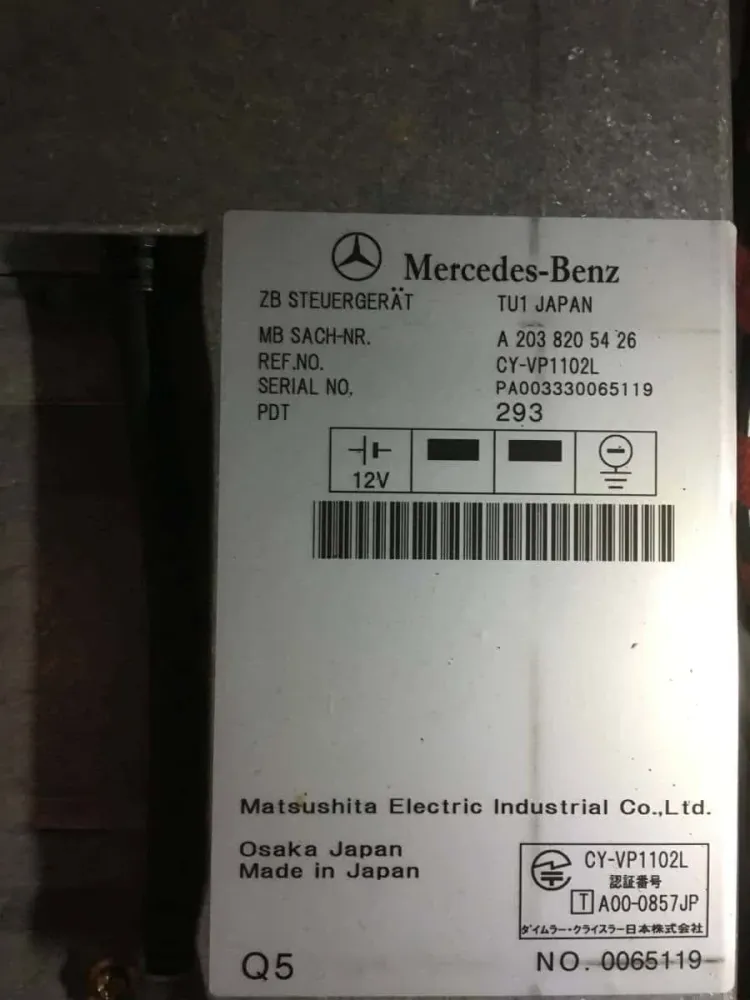 Mercedes-Benz
ZB STEUERGERÄT TU1 JAPAN
MB SACH-NR. A 203 820 54 26
REF.NO. CY-VP1102L
SERIAL NO, PA003330065119
PDT 293
12V
Matsushita Electric Industrial Co.,Ltd.
Osaka Japan
Made in Japan
CY-VP1102L
認証番号
T A00-0857JP
ダイムラー・クライスラー日本株式会社
Q5 NO. 0065119